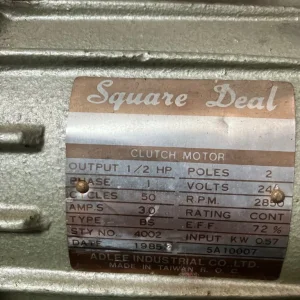 Square Deal
CLUTCH MOTOR
OUTPUT 1/2 HP POLES 2
PHASE 1 VOLTS 240
CYCLES 50 R.P.M. 2850
AMPS 3.0 RATING CONT
TYPE EFF 72 %
STY NO. 4002 INPUT KW 0.57
DATE 1985 SA10007
ADLEE INDUSTRIAL CO LTD.
MADE IN TAIWAN R.O.C.